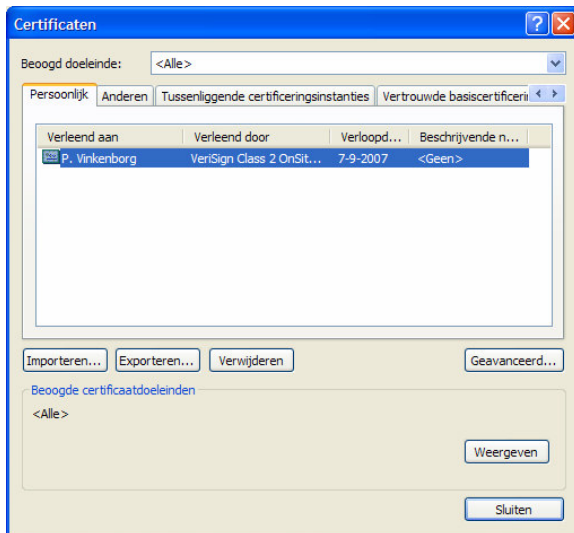 Certificaten
Beoogd doeleinde: <Alle>
Persoonlijk Anderen Tussenliggende certificeringsinstanties Vertrouwde basiscertificerin
Verleend aan Verleend door Verloopd... Beschrijvende n...
P. Vinkenborg VeriSign Class 2 OnSit... 7-9-2007 <Geen>
Importeren... Exporteren... Verwijderen Geavanceerd...
Beoogde certificaatdoeleinden
<Alle>
Weergeven
Sluiten